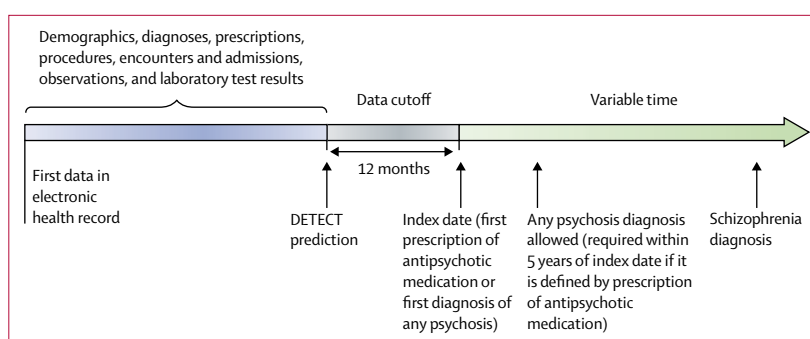 Demographics, diagnoses, prescriptions,
procedures, encounters and admissions,
observations, and laboratory test results
Data cutoff
Variable time
12 months
First data in
electronic
health record
DETECT
prediction
Index date (first
prescription of
antipsychotic
medication or
first diagnosis of
any psychosis)
Any psychosis diagnosis
allowed (required within
5 years of index date if it
is defined by prescription
of antipsychotic
medication)
Schizophrenia
diagnosis